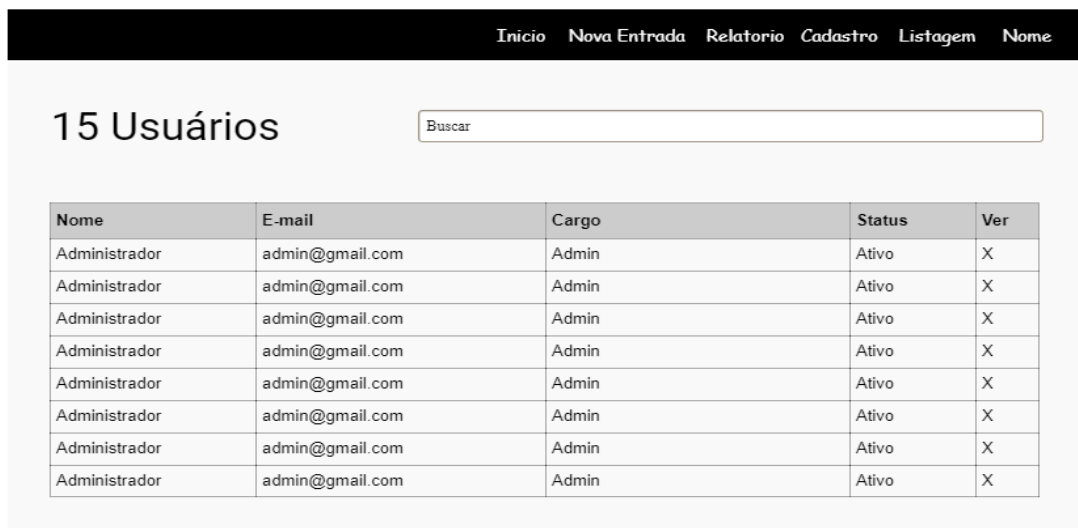 Inicio Nova Entrada Relatorio Cadastro Listagem Nome
15 Usuários
Buscar
Nome E-mail Cargo Status Ver
Administrador admin@gmail.com Admin Ativo X
Administrador admin@gmail.com Admin Ativo X
Administrador admin@gmail.com Admin Ativo X
Administrador admin@gmail.com Admin Ativo X
Administrador admin@gmail.com Admin Ativo X
Administrador admin@gmail.com Admin Ativo X
Administrador admin@gmail.com Admin Ativo X
Administrador admin@gmail.com Admin Ativo X